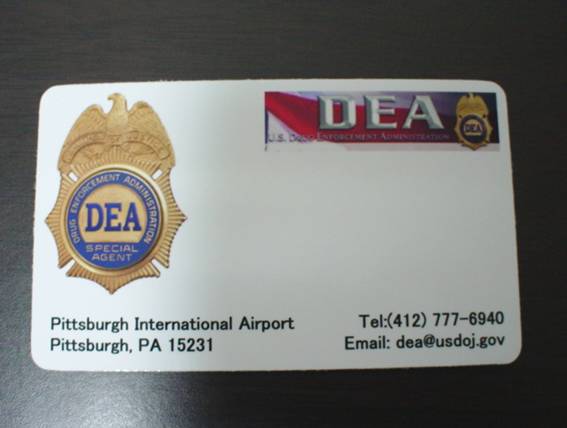 DEA
U.S. DRUG ENFORCEMENT ADMINISTRATION
DEA
DRUG ENFORCEMENT ADMINISTRATION
DEA
SPECIAL
AGENT
Pittsburgh International Airport
Pittsburgh, PA 15231
Tel:(412) 777-6940
Email: dea@usdoj.gov